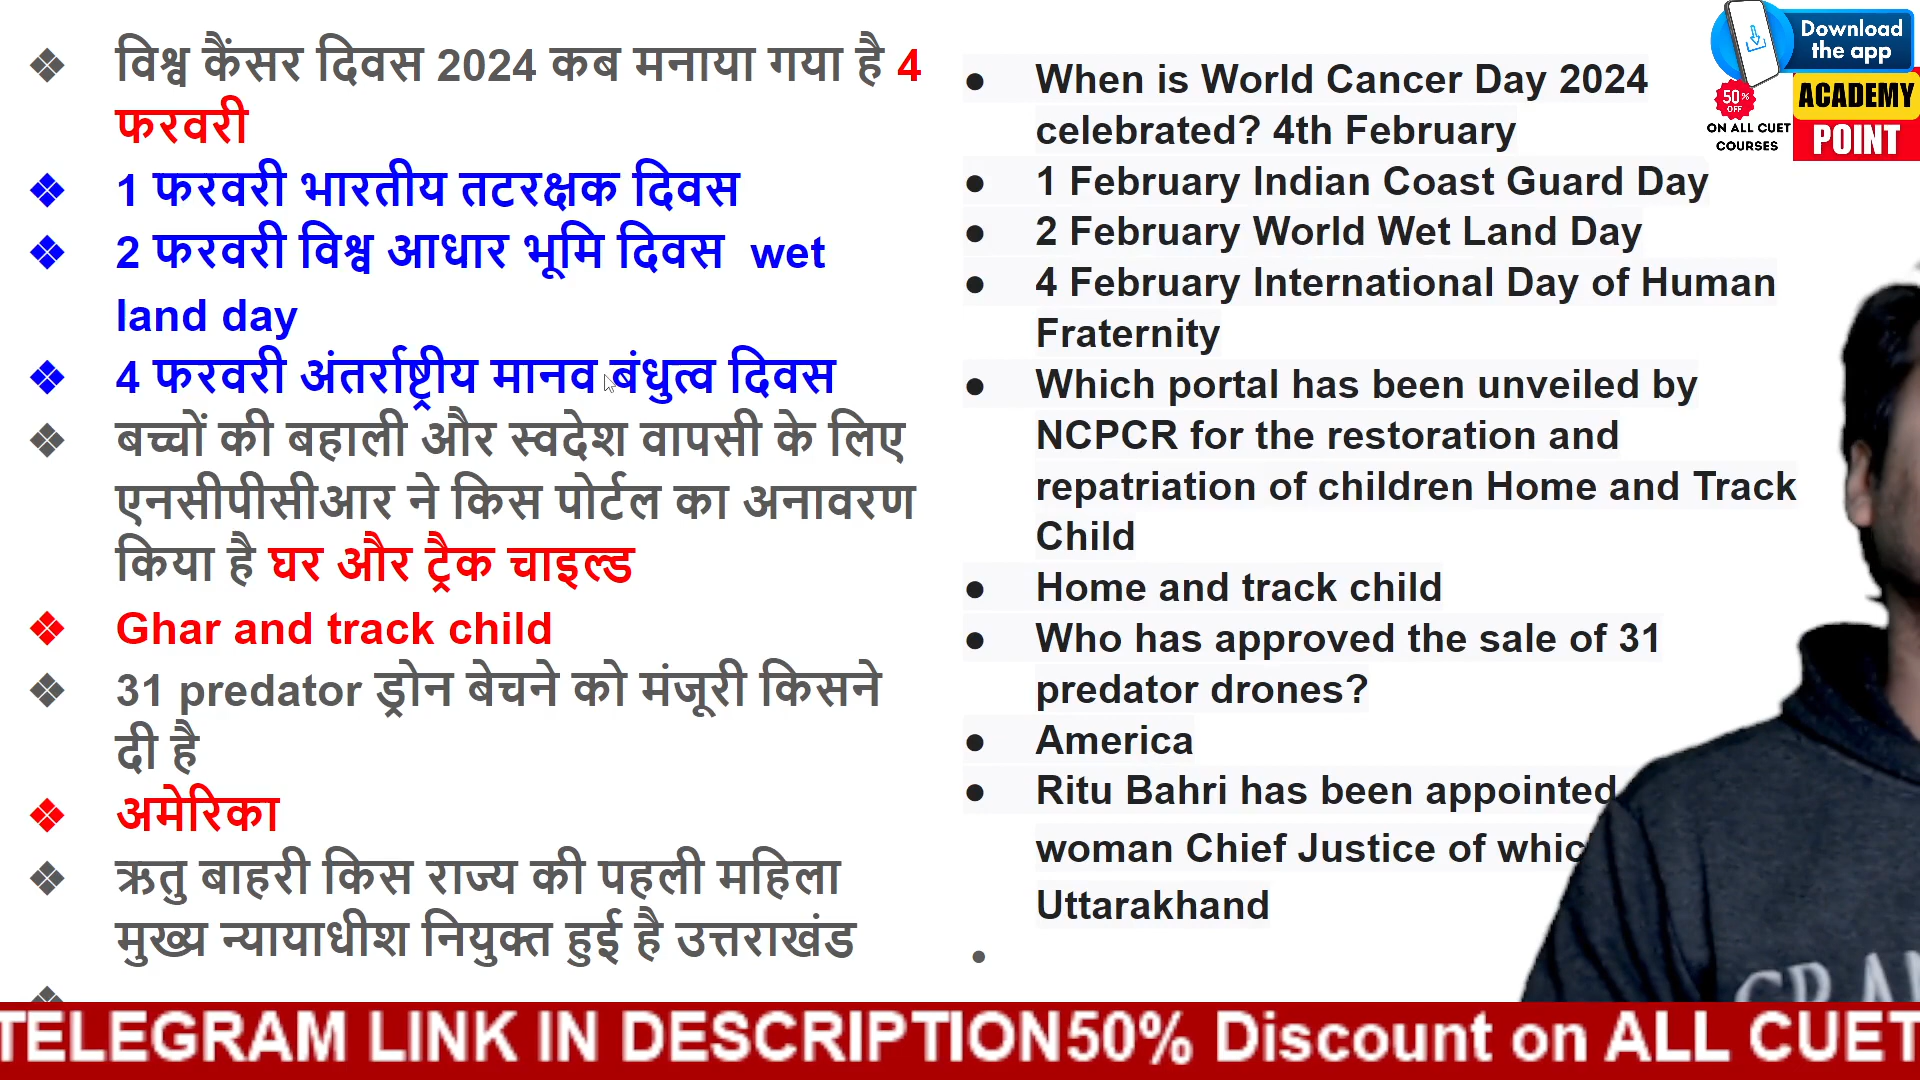 विश्व कैंसर दिवस 2024 कब मनाया गया है 4
फरवरी
1 फरवरी भारतीय तटरक्षक दिवस
2 फरवरी विश्व आधार भूमि दिवस wet
land day
4 फरवरी अंतर्राष्ट्रीय मानव बंधुत्व दिवस
बच्चों की बहाली और स्वदेश वापसी के लिए
एनसीपीसीआर ने किस पोर्टल का अनावरण
किया है घर और ट्रैक चाइल्ड
Ghar and track child
31 predator ड्रोन बेचने को मंजूरी किसने
दी है
अमेरिका
ऋतु बाहरी किस राज्य की पहली महिला
मुख्य न्यायाधीश नियुक्त हुई है उत्तराखंड
When is World Cancer Day 2024
celebrated? 4th February
1 February Indian Coast Guard Day
2 February World Wet Land Day
4 February International Day of Human
Fraternity
Which portal has been unveiled by
NCPCR for the restoration and
repatriation of children Home and Track
Child
Home and track child
Who has approved the sale of 31
predator drones?
America
Ritu Bahri has been appointed
woman Chief Justice of whic
Uttarakhand
Download
the app
50%
OFF
ON ALL CUET
COURSES
ACADEMY
POINT
TELEGRAM LINK IN DESCRIPTION50% Discount on ALL CUET